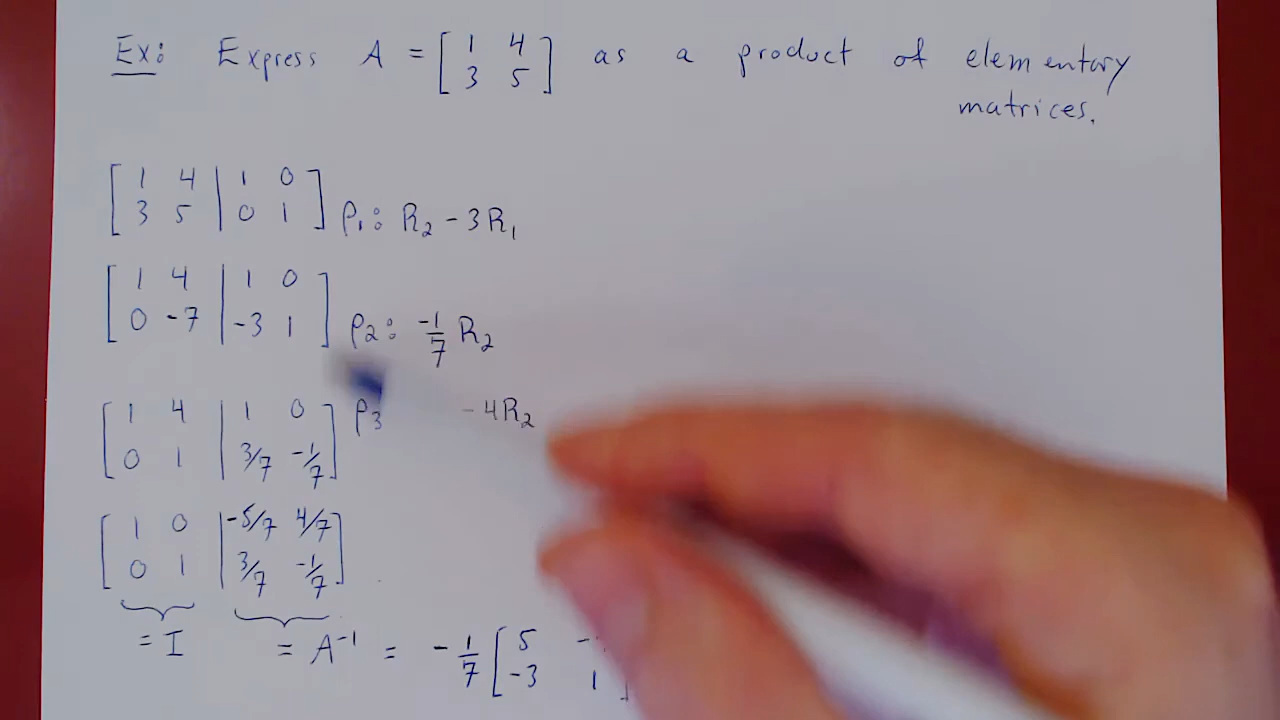 Ex: Express A = [ 1 4 ; 3 5 ] as a product of elementary
matrices.
[ 1 4 | 1 0 ; 3 5 | 0 1 ] ρ1: R2 - 3R1
[ 1 4 | 1 0 ; 0 -7 | -3 1 ] ρ2: -1/7 R2
[ 1 4 | 1 0 ; 0 1 | 3/7 -1/7 ] ρ3 - 4R2
[ 1 0 | -5/7 4/7 ; 0 1 | 3/7 -1/7 ]
= I = A⁻¹ = - 1/7 [ 5 - ; -3 1 ]